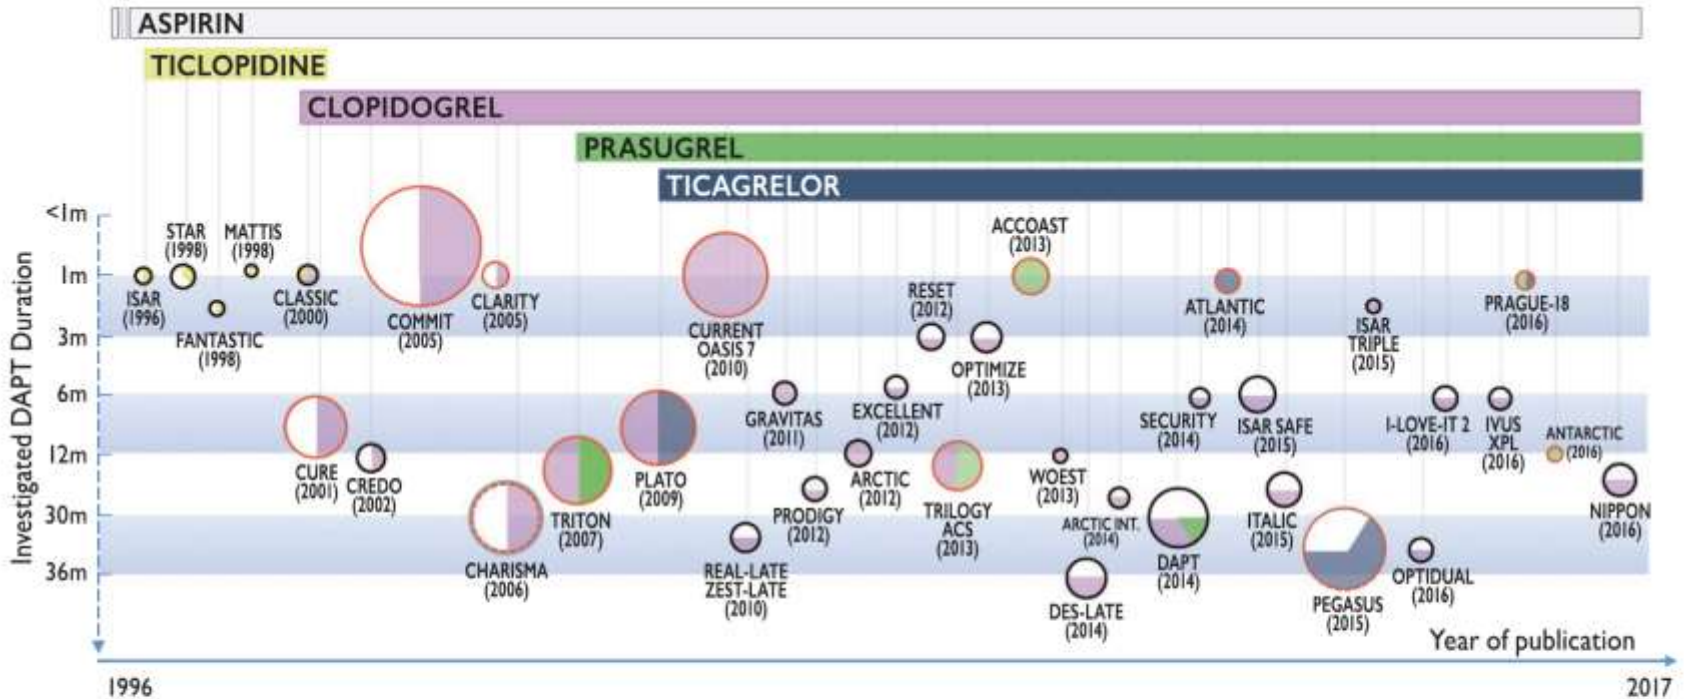 ASPIRIN
TICLOPIDINE
CLOPIDOGREL
PRASUGREL
TICAGRELOR
Investigated DAPT Duration
<1m
1m
3m
6m
12m
30m
36m
ISAR
(1996)
STAR
(1998)
FANTASTIC
(1998)
MATTIS
(1998)
CLASSIC
(2000)
COMMIT
(2005)
CLARITY
(2005)
CURE
(2001)
CREDO
(2002)
CHARISMA
(2006)
TRITON
(2007)
PLATO
(2009)
CURRENT
OASIS 7
(2010)
REAL-LATE
ZEST-LATE
(2010)
GRAVITAS
(2011)
PRODIGY
(2012)
ARCTIC
(2012)
EXCELLENT
(2012)
RESET
(2012)
TRILOGY
ACS
(2013)
OPTIMIZE
(2013)
ACCOAST
(2013)
WOEST
(2013)
DES-LATE
(2014)
ARCTIC INT.
(2014)
DAPT
(2014)
SECURITY
(2014)
ATLANTIC
(2014)
ISAR SAFE
(2015)
ITALIC
(2015)
PEGASUS
(2015)
ISAR
TRIPLE
(2015)
OPTIDUAL
(2016)
I-LOVE-IT 2
(2016)
IVUS
XPL
(2016)
PRAGUE-18
(2016)
ANTARCTIC
(2016)
NIPPON
(2016)
Year of publication
1996
2017